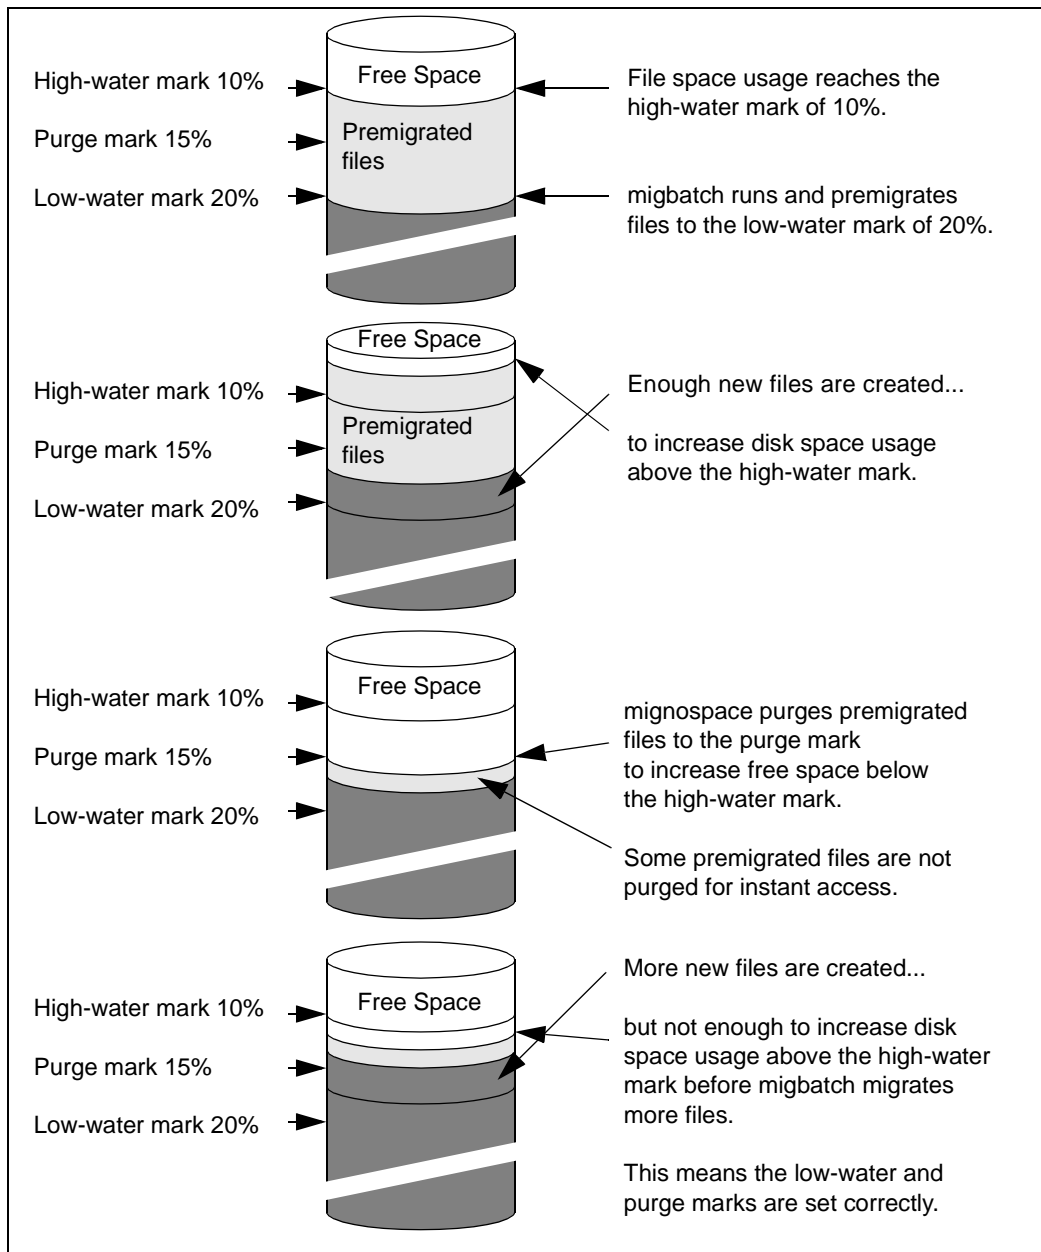 Free Space
High-water mark 10%
File space usage reaches the
high-water mark of 10%.
Purge mark 15%
Premigrated
files
Low-water mark 20%
migbatch runs and premigrates
files to the low-water mark of 20%.
Free Space
High-water mark 10%
Enough new files are created...
Premigrated
files
Purge mark 15%
to increase disk space usage
above the high-water mark.
Low-water mark 20%
Free Space
High-water mark 10%
mignospace purges premigrated
files to the purge mark
to increase free space below
the high-water mark.
Purge mark 15%
Low-water mark 20%
Some premigrated files are not
purged for instant access.
More new files are created...
Free Space
High-water mark 10%
but not enough to increase disk
space usage above the high-water
mark before migbatch migrates
more files.
Purge mark 15%
Low-water mark 20%
This means the low-water and
purge marks are set correctly.